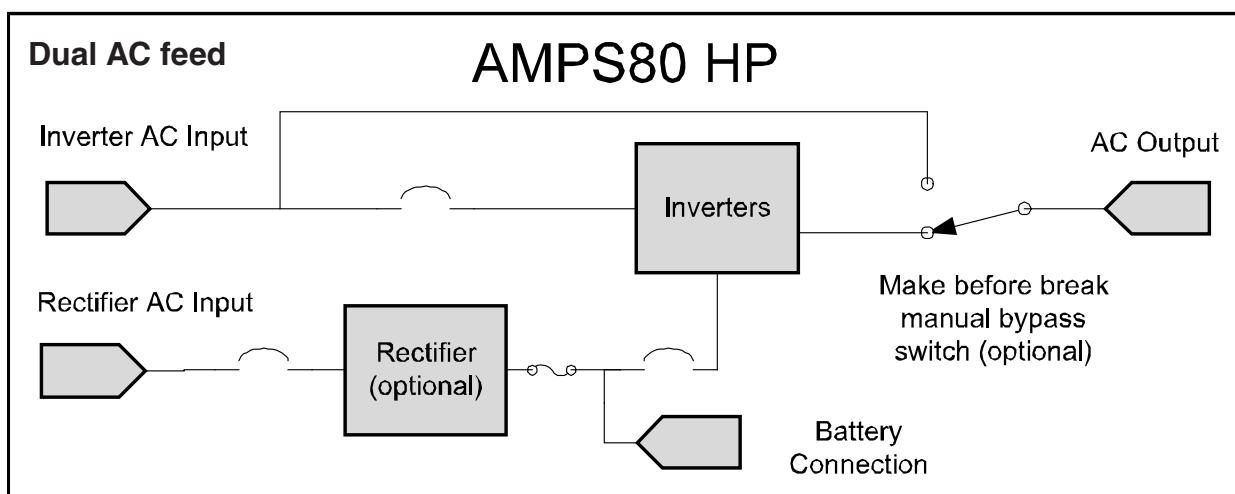 Dual AC feed
AMPS80 HP
Inverter AC Input
AC Output
Inverters
Rectifier AC Input
Make before break
manual bypass
switch (optional)
Rectifier
(optional)
Battery
Connection